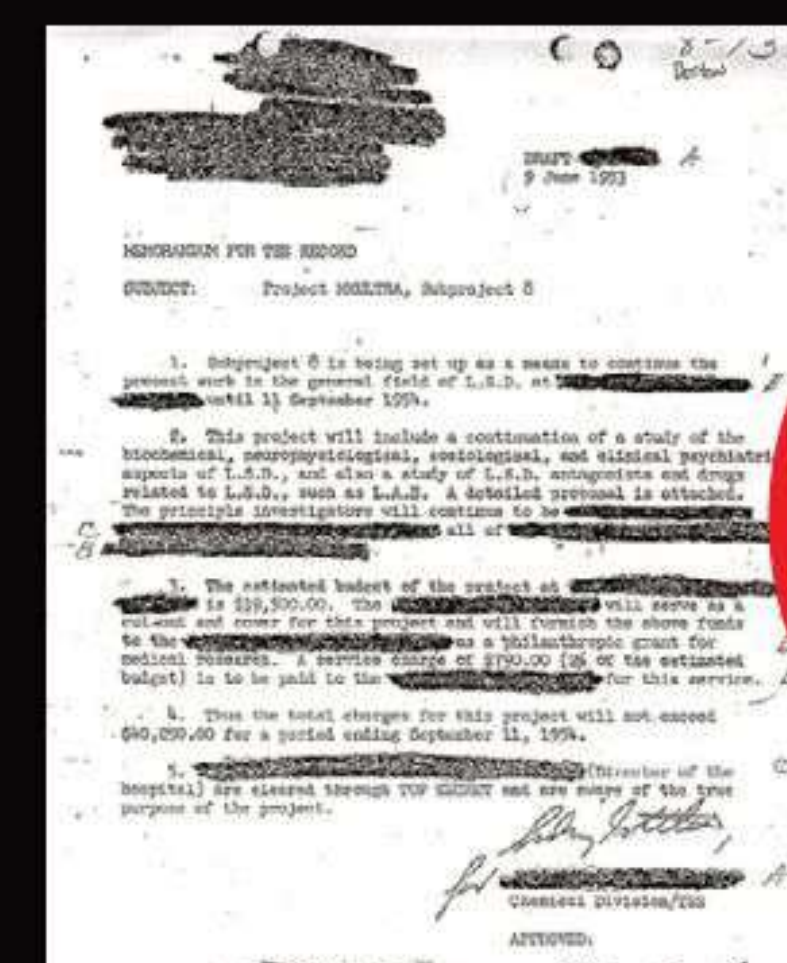 Boston
DRAFT A
9 June 1953
MEMORANDUM FOR THE RECORD
SUBJECT: Project MKULTRA, Subproject 8
1. Subproject 8 is being set up as a means to continue the
present work in the general field of L.S.D. at
until 11 September 1954.
2. This project will include a continuation of a study of the
biochemical, neurophysiological, sociological, and clinical psychiatri
aspects of L.S.D., and also a study of L.S.D. antagonists and drugs
related to L.S.D., such as L.A.E. A detailed proposal is attached.
The principle investigators will continue to be
C
B all of
3. The estimated budget of the project at
is $39,500.00. The will serve as a
cut-out and cover for this project and will furnish the above funds
to the as a philanthropic grant for
medical research. A service charge of $790.00 (2% of the estimated
budget) is to be paid to the for this service.
4. Thus the total charges for this project will not exceed
$40,290.00 for a period ending September 11, 1954.
5. (Director of the
hospital) are cleared through TOP SECRET and are aware of the true
purpose of the project.
Sidney Gottlieb,
for A
Chemical Division/TSS
APPROVED: